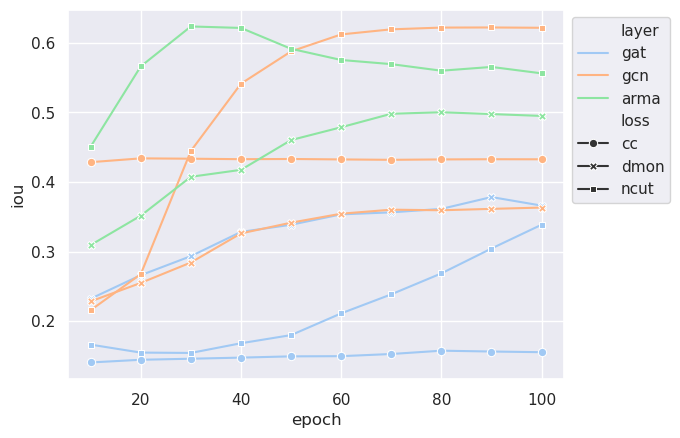 0.6
0.5
0.4
0.3
0.2
iou
20 40 60 80 100
epoch
layer
gat
gcn
arma
loss
cc
dmon
ncut